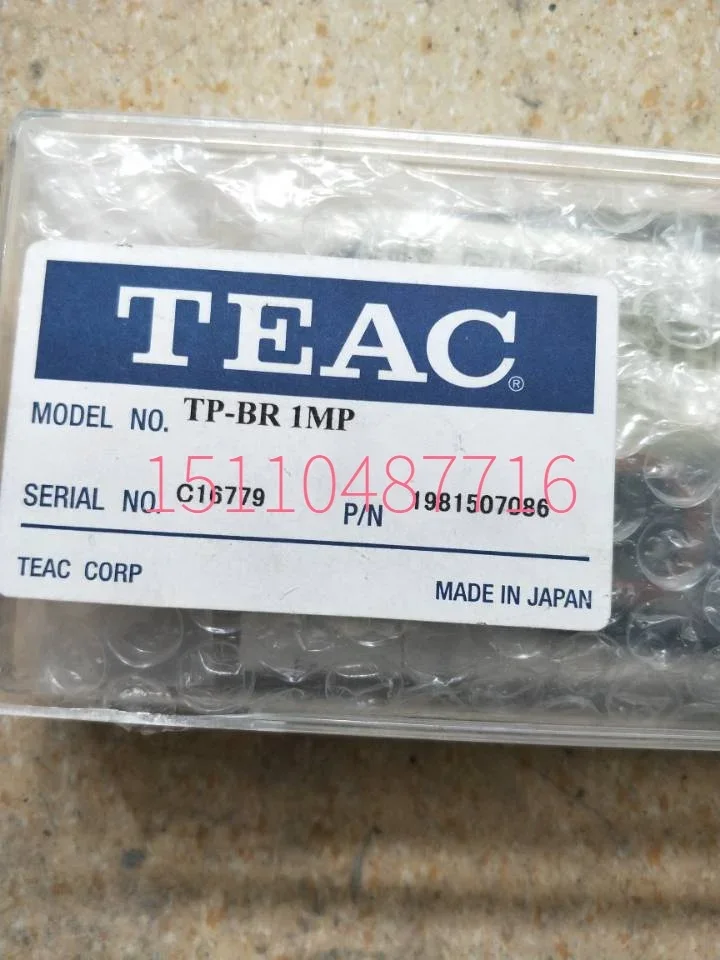 TEAC®
MODEL NO. TP-BR 1MP
15110487716
SERIAL NO. C16779 P/N 1981507086
TEAC CORP MADE IN JAPAN